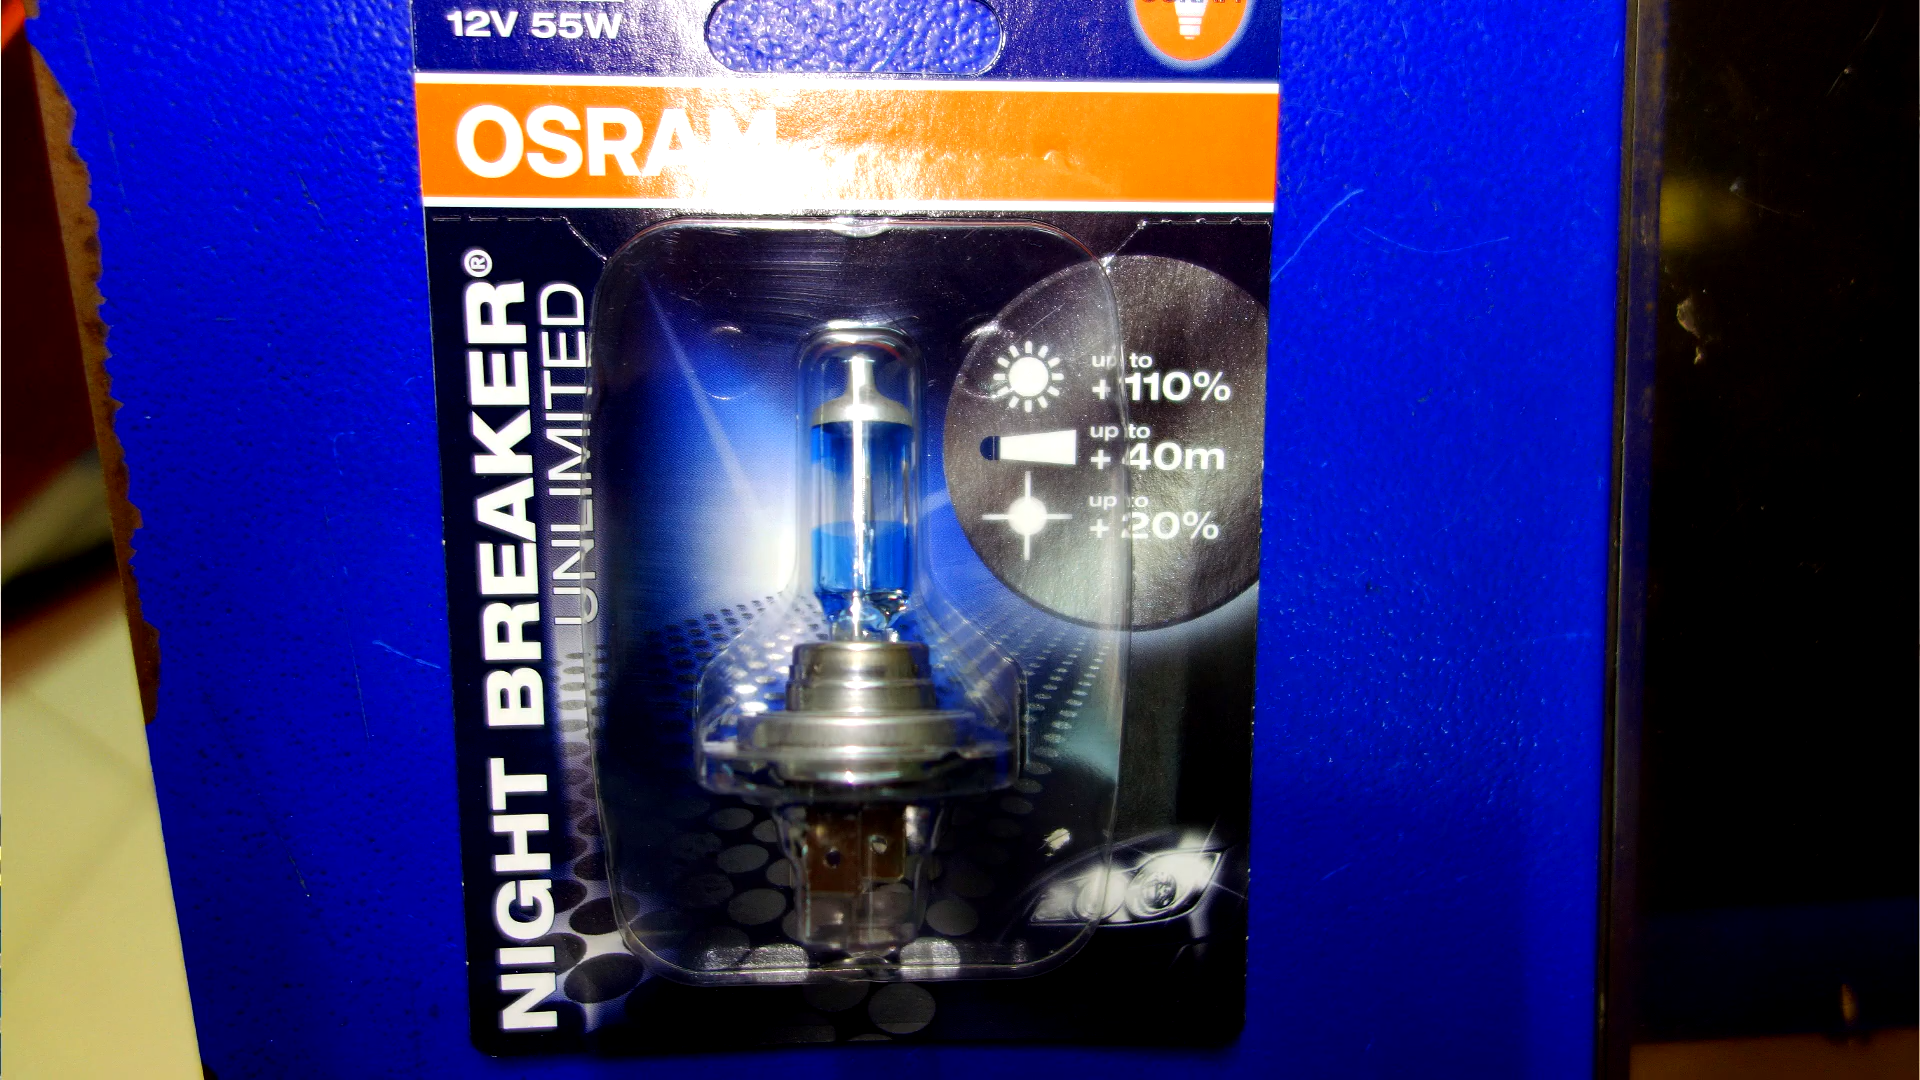 12V 55W
OSRAM
NIGHT BREAKER®
UNLIMITED
up to
+110%
up to
+ 40m
up to
+ 20%